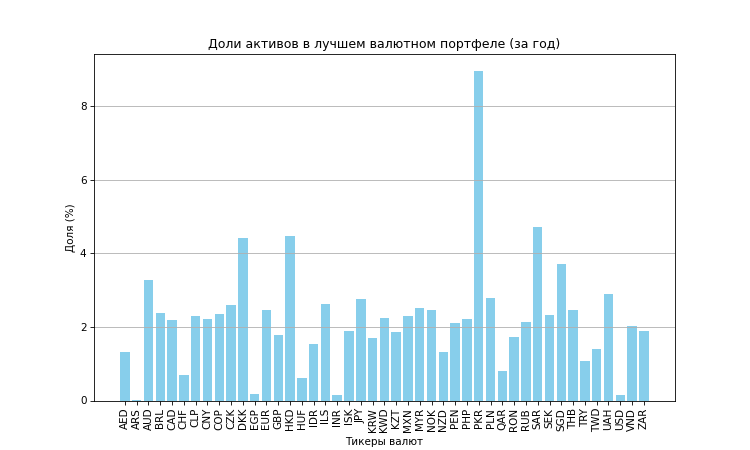 Доли активов в лучшем валютном портфеле (за год)
Доля (%)
8
6
4
2
0
AED ARS AUD BRL CAD CHF CLP CNY COP CZK DKK EGP EUR GBP HKD HUF IDR ILS INR ISK JPY KRW KWD KZT MXN MYR NOK NZD PEN PHP PKR PLN QAR RON RUB SAR SEK SGD THB TRY TWD UAH USD VND ZAR
Тикеры валют